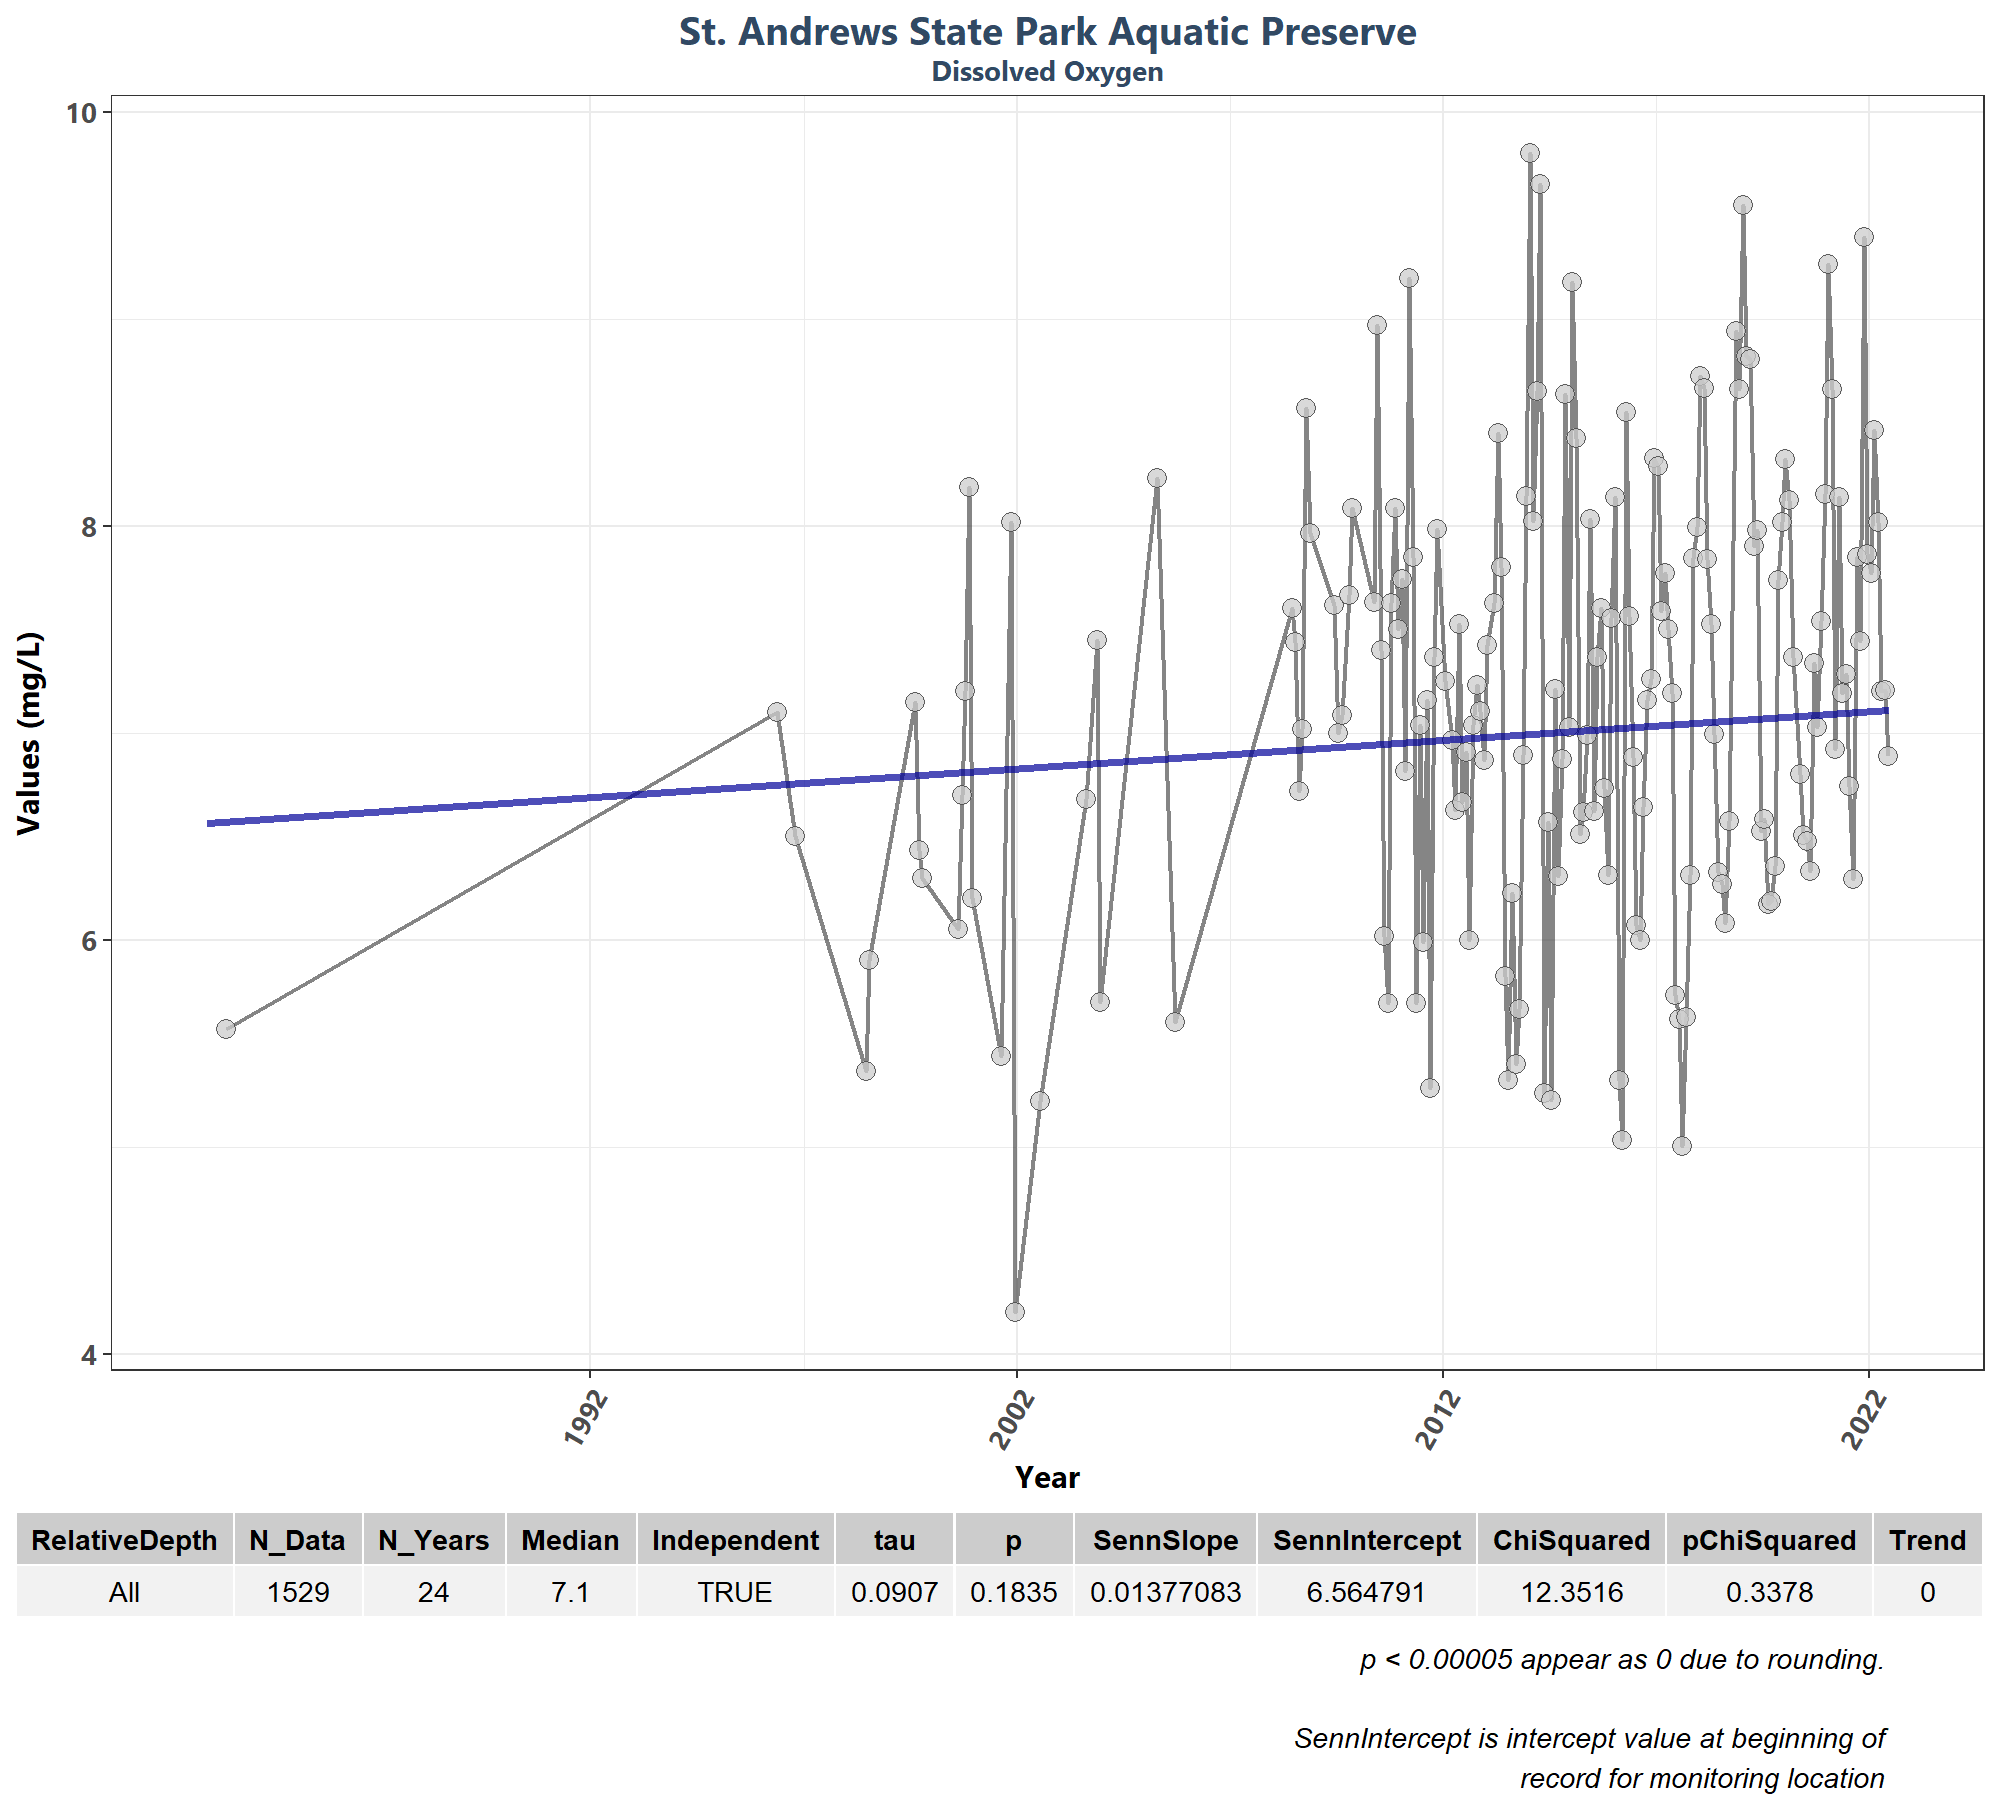 St. Andrews State Park Aquatic Preserve
Dissolved Oxygen
10
8
6
4
Values (mg/L)
1992
2002
2012
2022
Year
RelativeDepth N_Data N_Years Median Independent tau p SennSlope SennIntercept ChiSquared pChiSquared Trend
All 1529 24 7.1 TRUE 0.0907 0.1835 0.01377083 6.564791 12.3516 0.3378 0
p < 0.00005 appear as 0 due to rounding.
SennIntercept is intercept value at beginning of
record for monitoring location